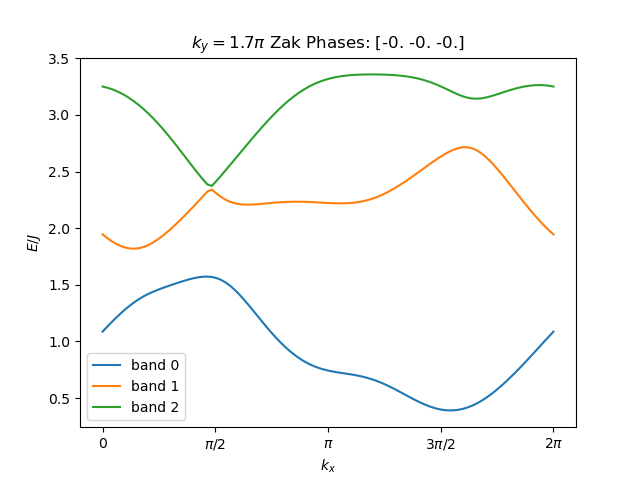 $k_y = 1.7\pi$ Zak Phases: [-0. -0. -0.]
E/J
3.5
3.0
2.5
2.0
1.5
1.0
0.5
band 0
band 1
band 2
0
π/2
π
3π/2
2π
$k_x$